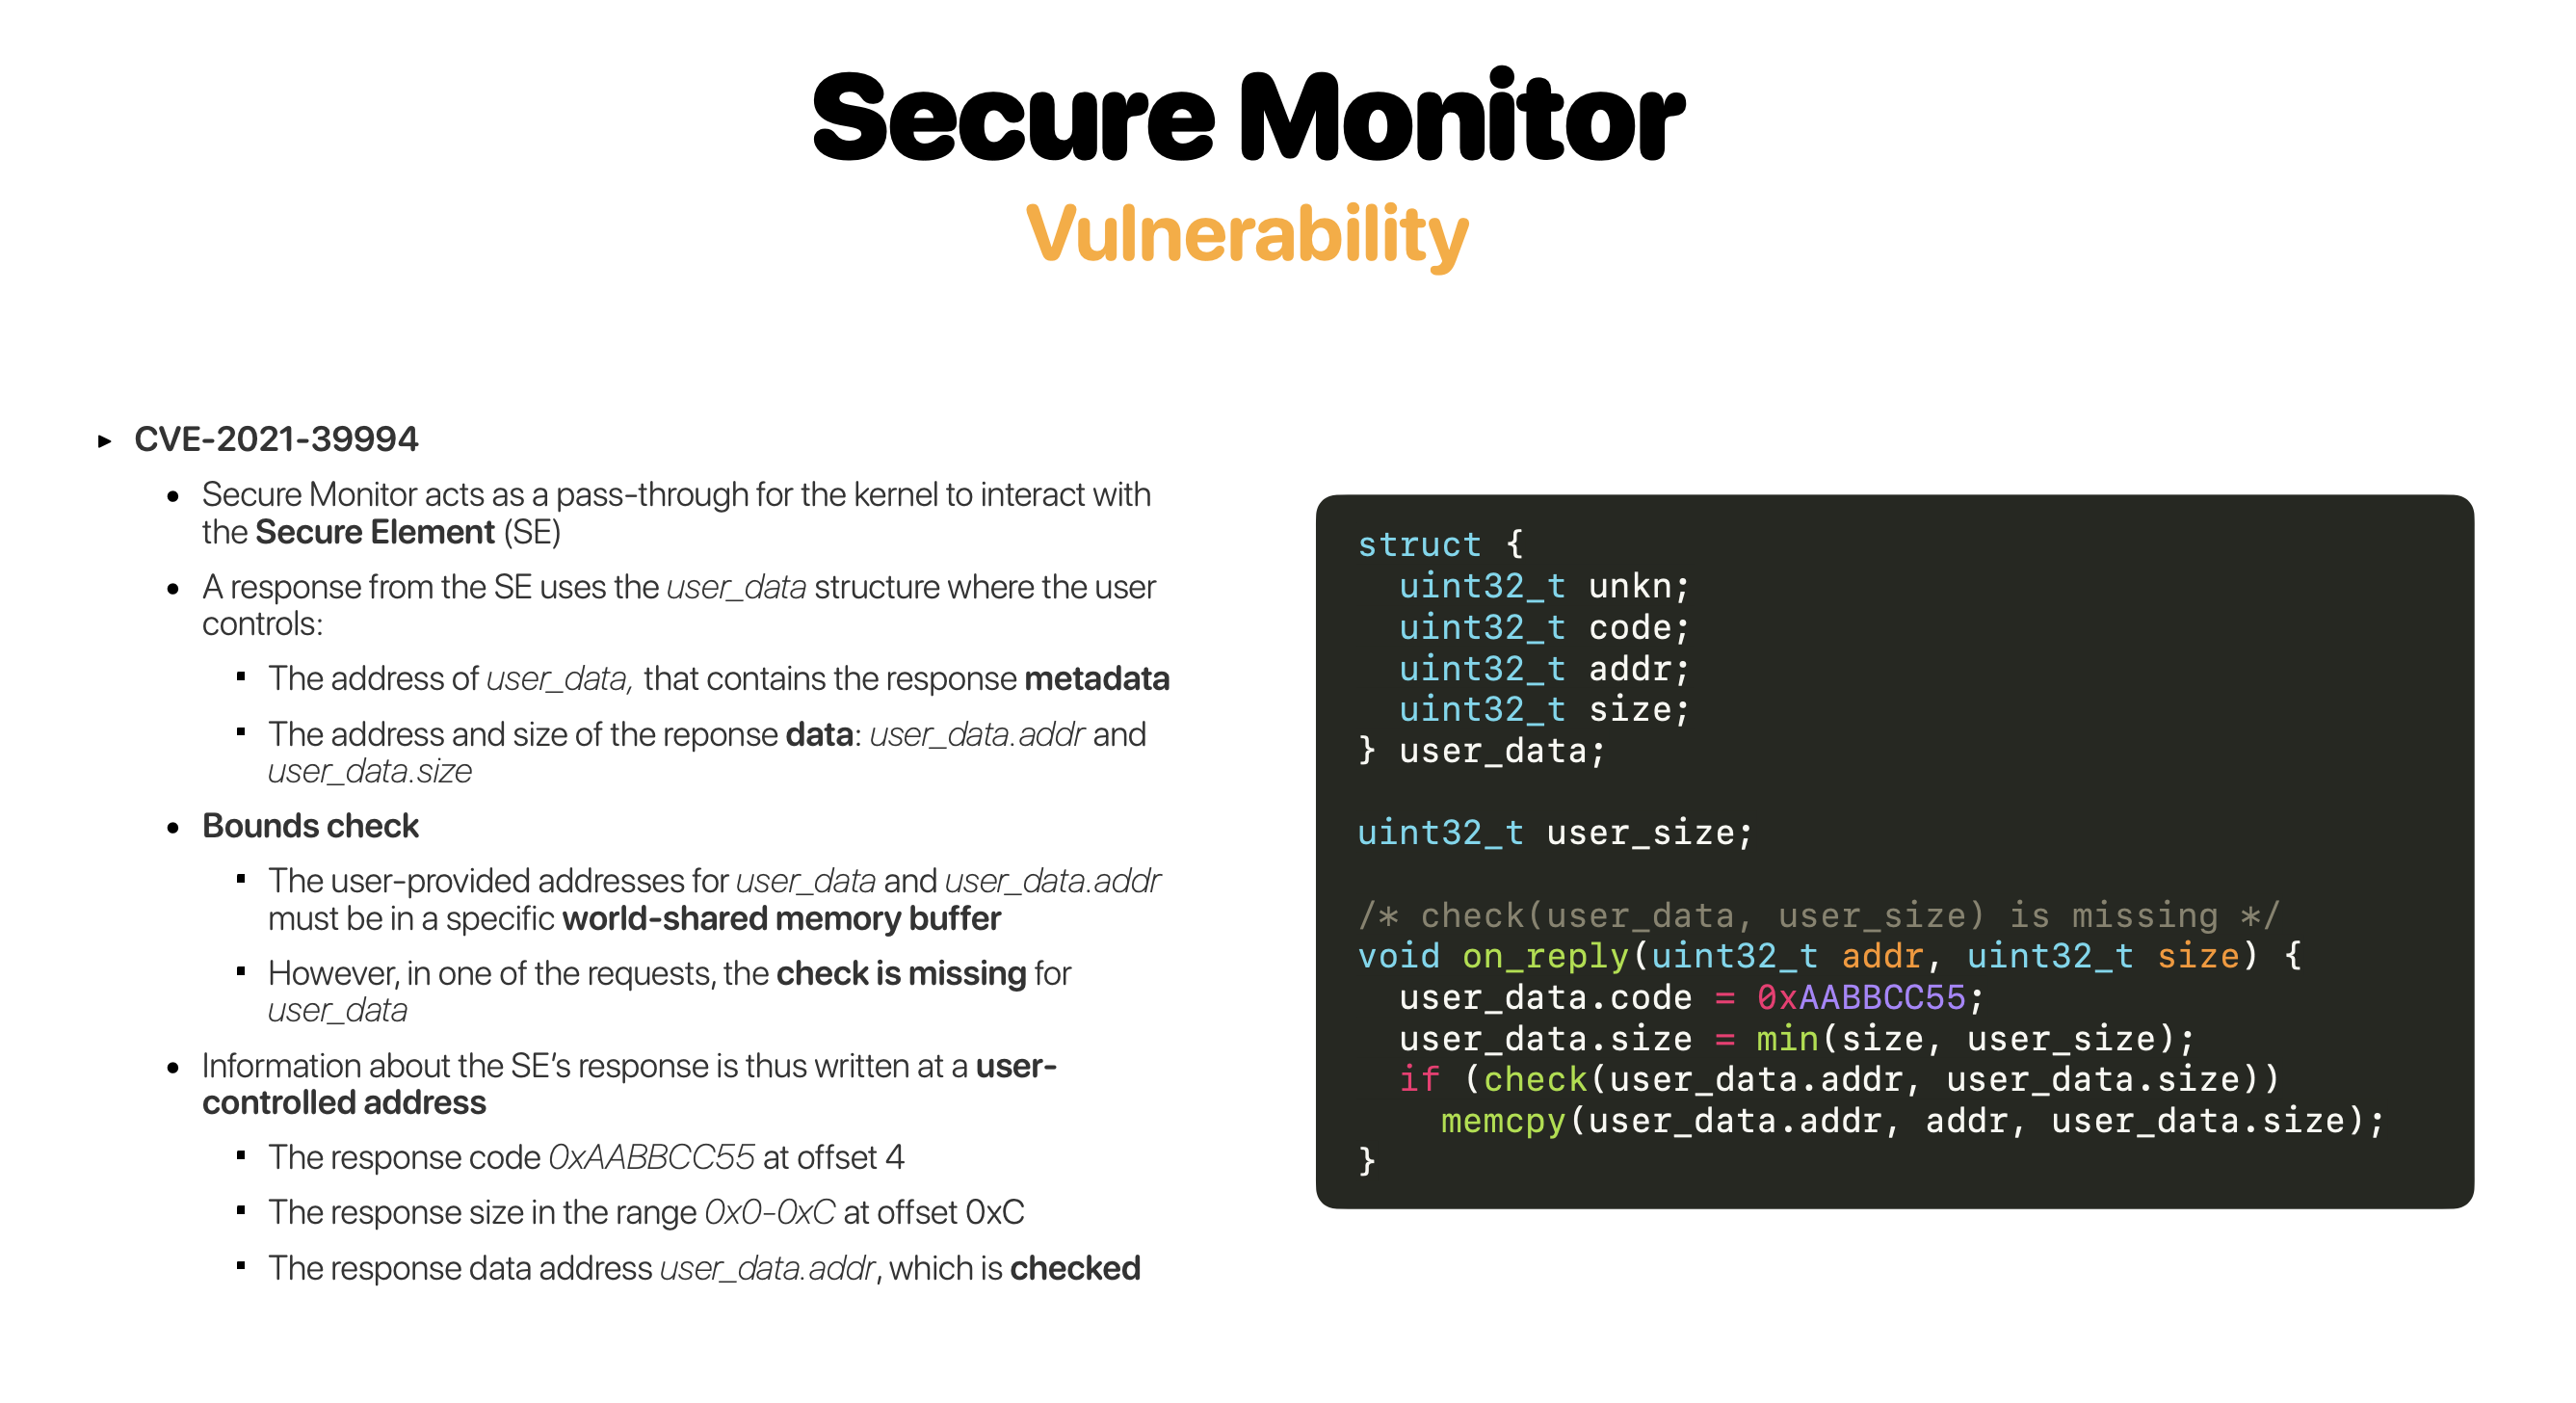 Secure Monitor
Vulnerability
▸ CVE-2021-39994
• Secure Monitor acts as a pass-through for the kernel to interact with
the Secure Element (SE)
• A response from the SE uses the user_data structure where the user
controls:
▪ The address of user_data, that contains the response metadata
▪ The address and size of the reponse data: user_data.addr and
user_data.size
• Bounds check
▪ The user-provided addresses for user_data and user_data.addr
must be in a specific world-shared memory buffer
▪ However, in one of the requests, the check is missing for
user_data
• Information about the SE’s response is thus written at a user-
controlled address
▪ The response code 0xAABBCC55 at offset 4
▪ The response size in the range 0x0-0xC at offset 0xC
▪ The response data address user_data.addr, which is checked
struct {
  uint32_t unkn;
  uint32_t code;
  uint32_t addr;
  uint32_t size;
} user_data;
uint32_t user_size;
/* check(user_data, user_size) is missing */
void on_reply(uint32_t addr, uint32_t size) {
  user_data.code = 0xAABBCC55;
  user_data.size = min(size, user_size);
  if (check(user_data.addr, user_data.size))
    memcpy(user_data.addr, addr, user_data.size);
}